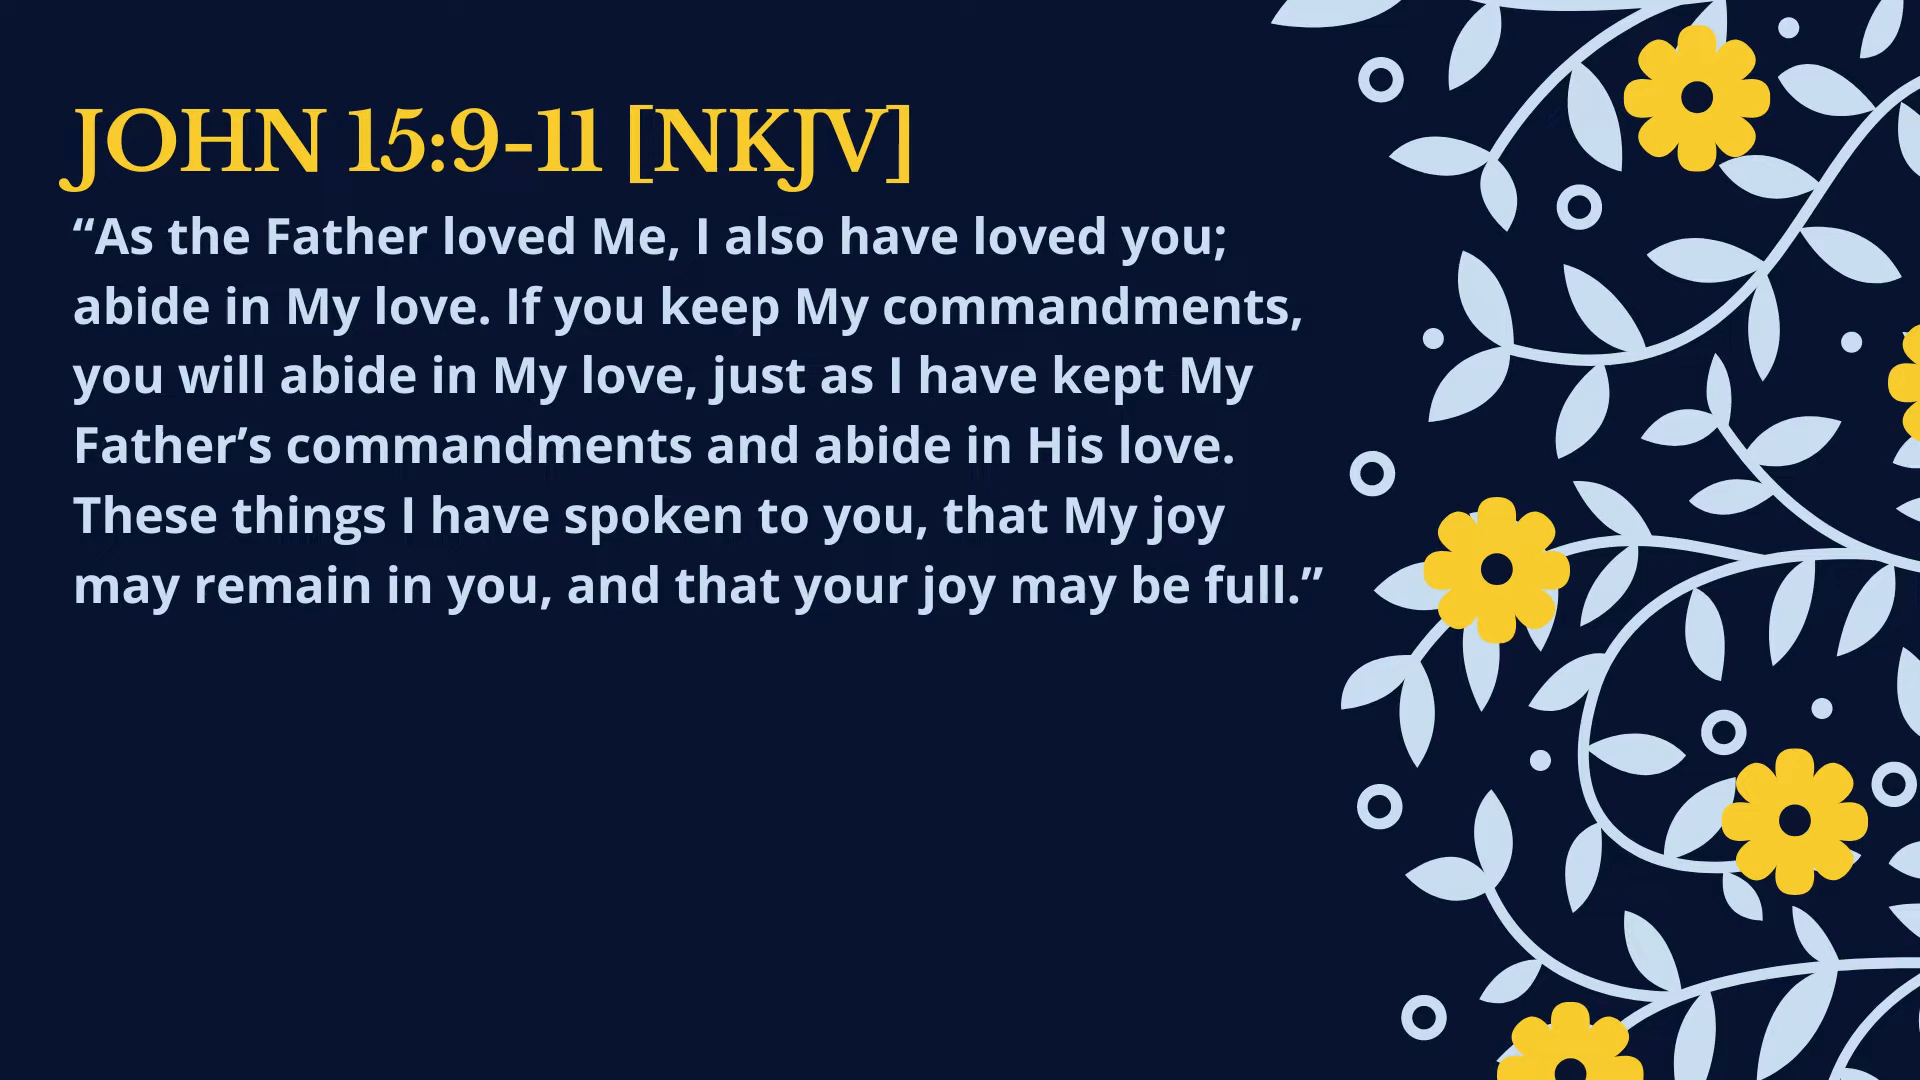 JOHN 15:9-11 [NKJV]
“As the Father loved Me, I also have loved you;
abide in My love. If you keep My commandments,
you will abide in My love, just as I have kept My
Father’s commandments and abide in His love.
These things I have spoken to you, that My joy
may remain in you, and that your joy may be full.”